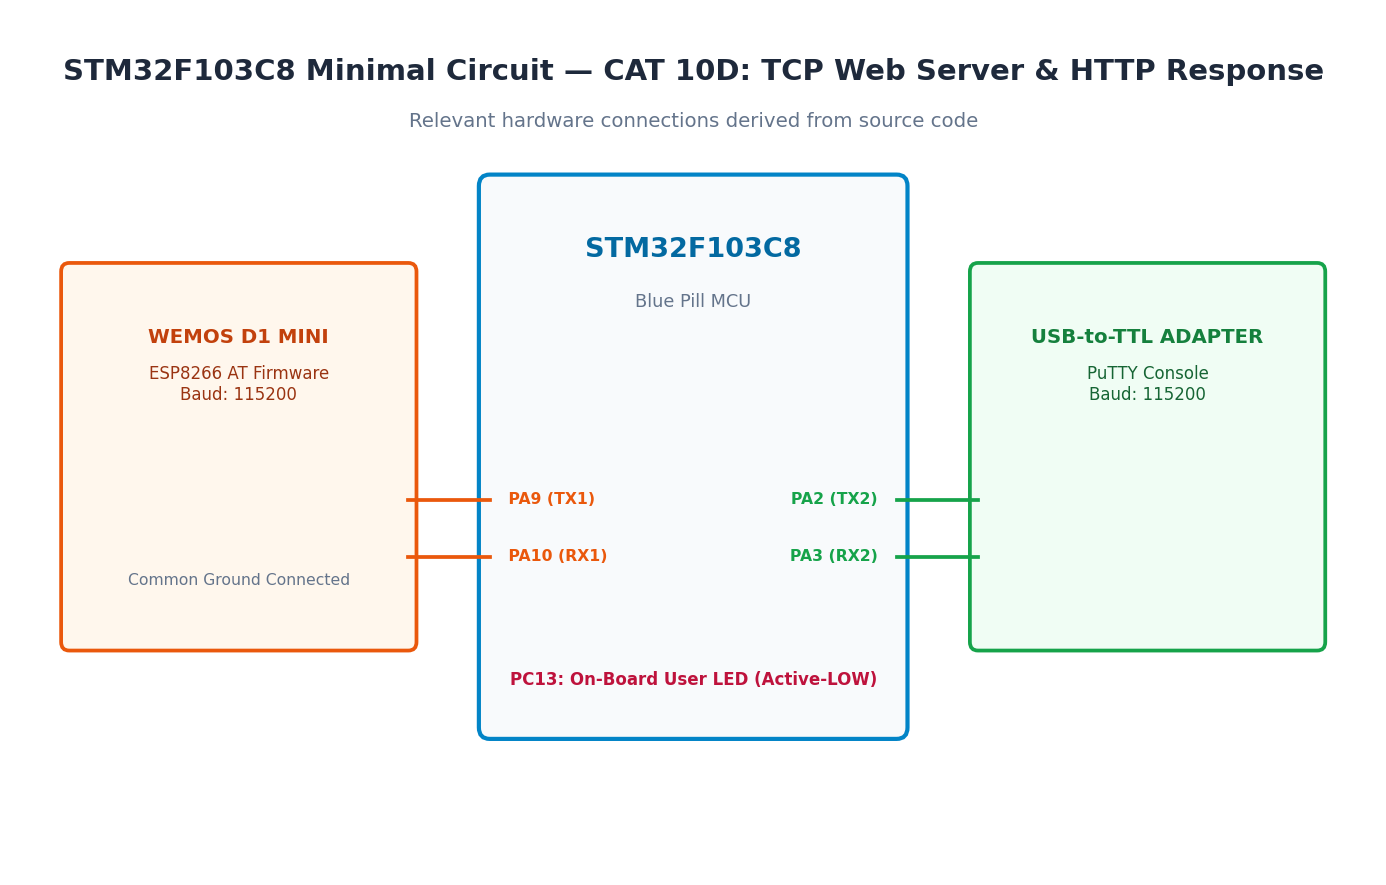 STM32F103C8 Minimal Circuit — CAT 10D: TCP Web Server & HTTP Response
Relevant hardware connections derived from source code
STM32F103C8
Blue Pill MCU
WEMOS D1 MINI
ESP8266 AT Firmware
Baud: 115200
Common Ground Connected
USB-to-TTL ADAPTER
PuTTY Console
Baud: 115200
PA9 (TX1)
PA10 (RX1)
PA2 (TX2)
PA3 (RX2)
PC13: On-Board User LED (Active-LOW)